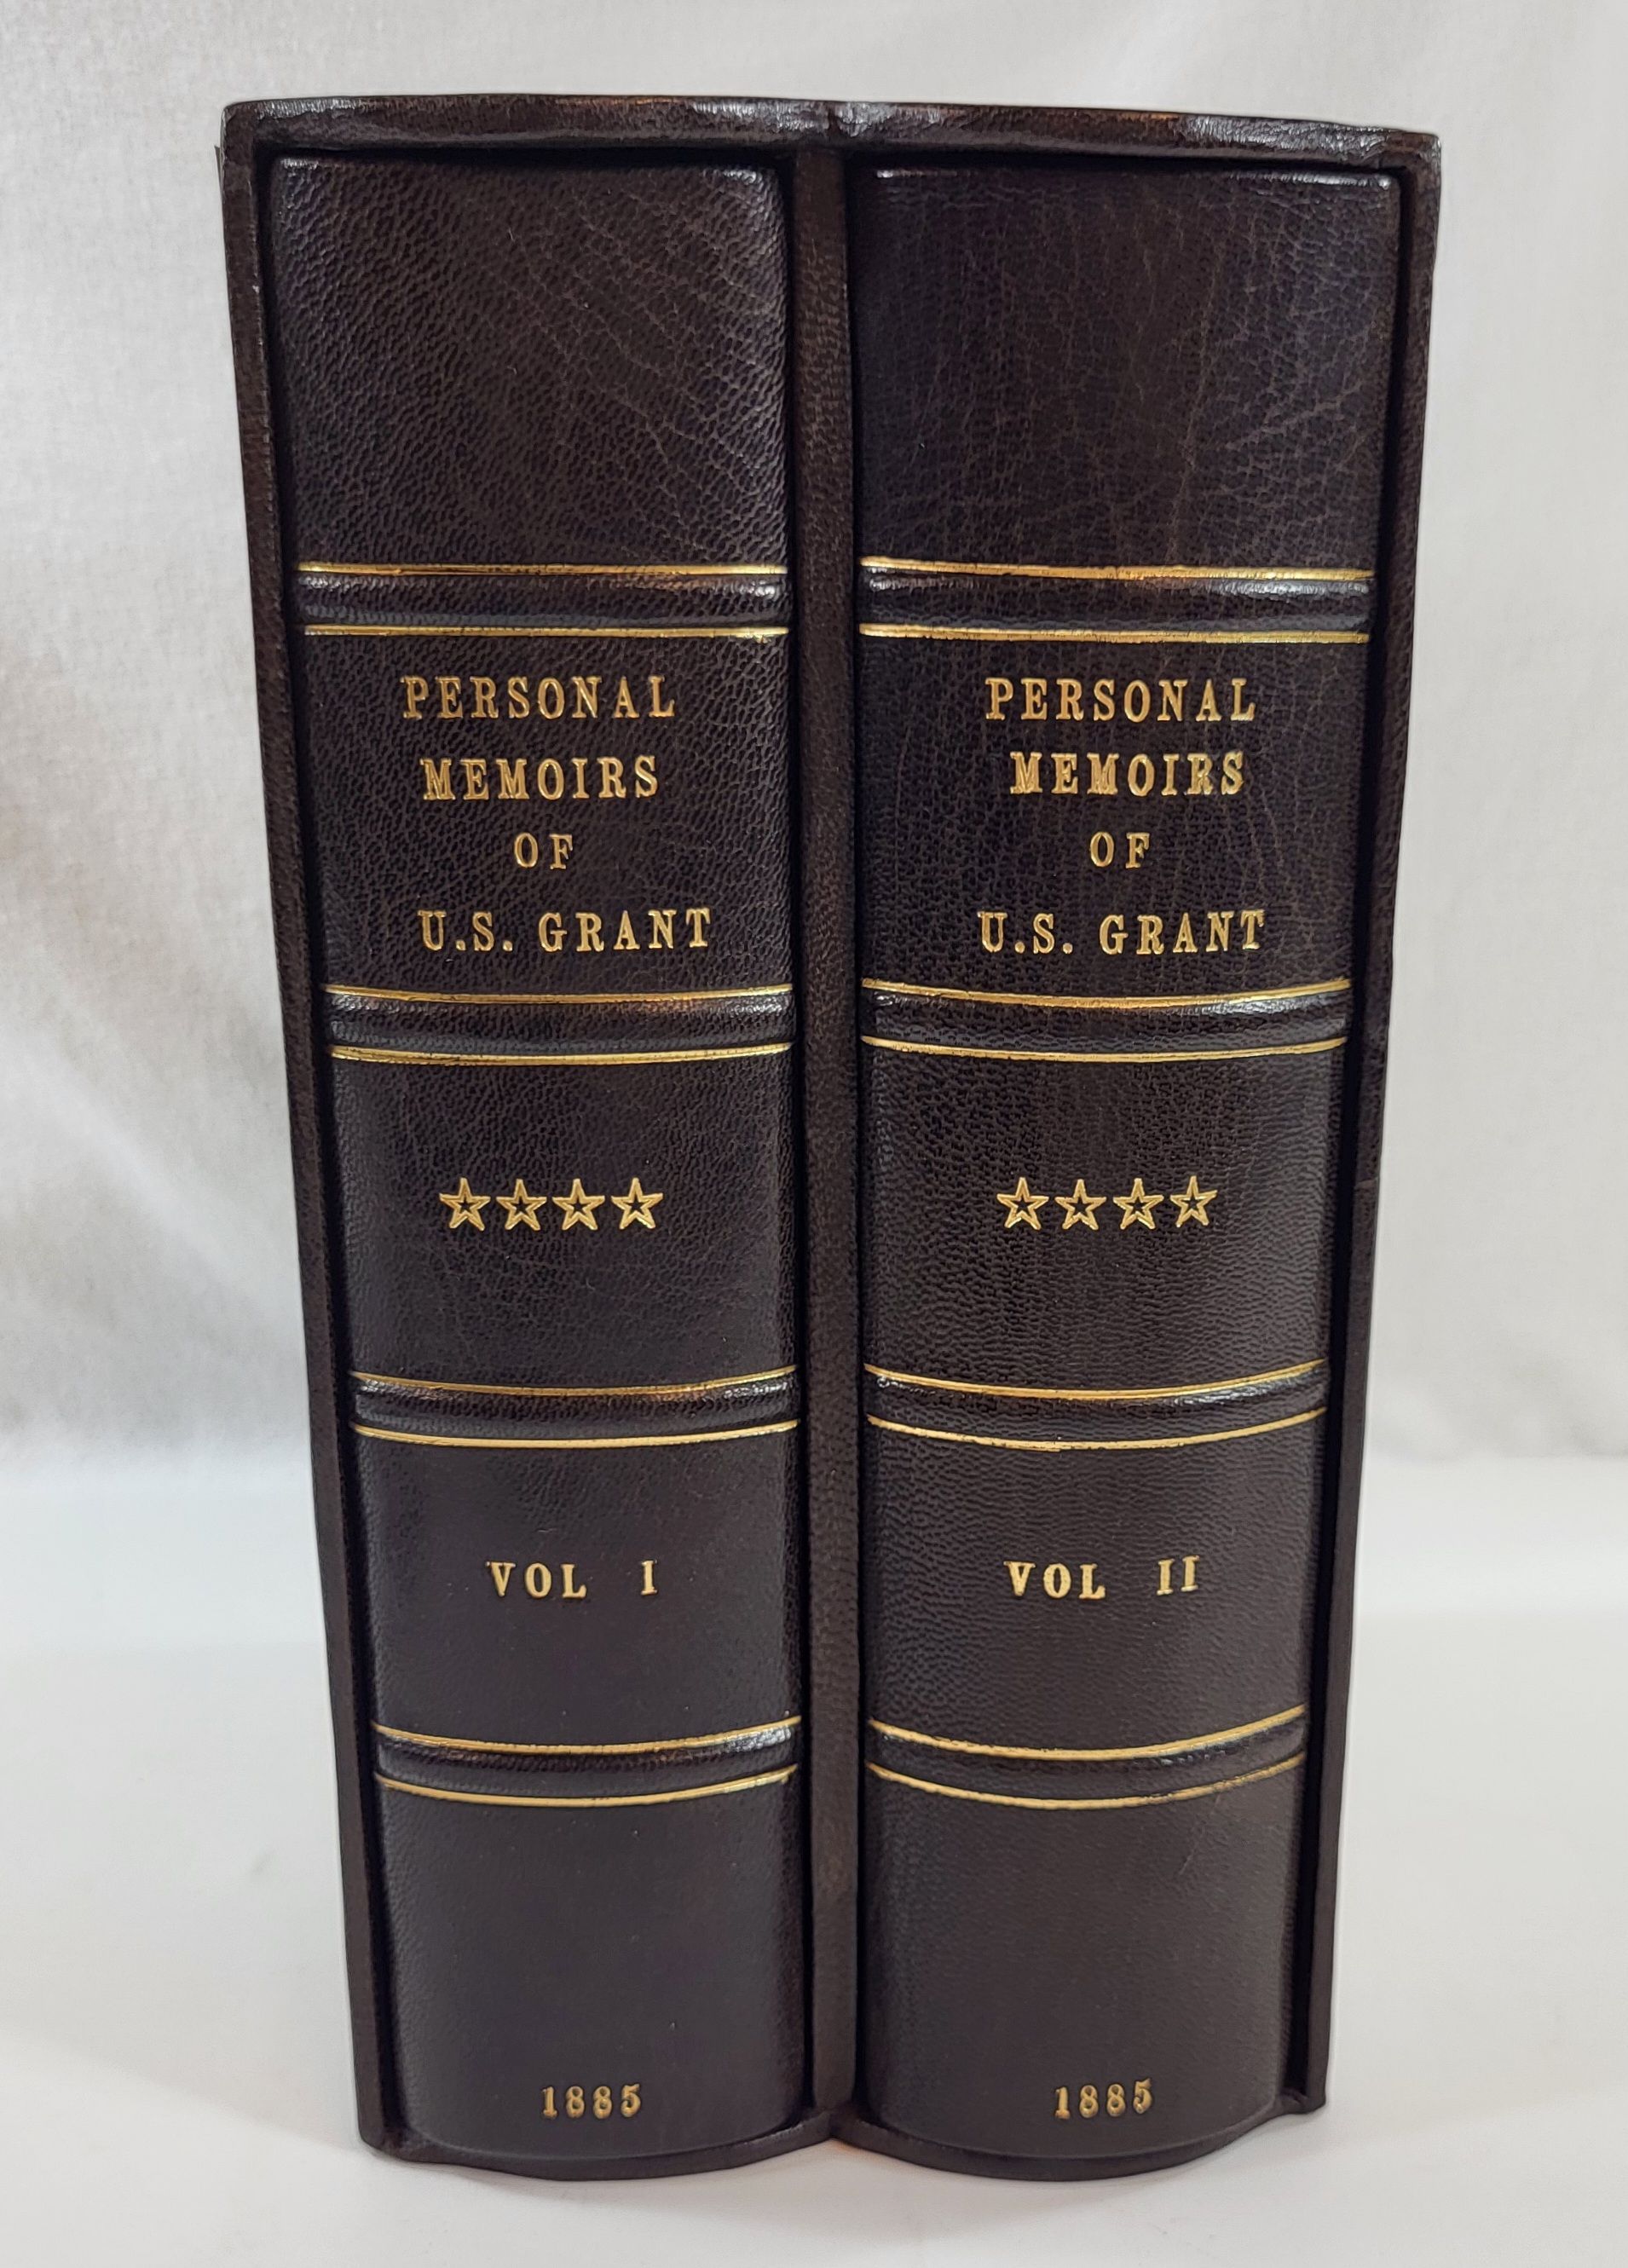 PERSONAL
MEMOIRS
OF
U.S. GRANT
VOL I
1885
PERSONAL
MEMOIRS
OF
U.S. GRANT
VOL II
1885